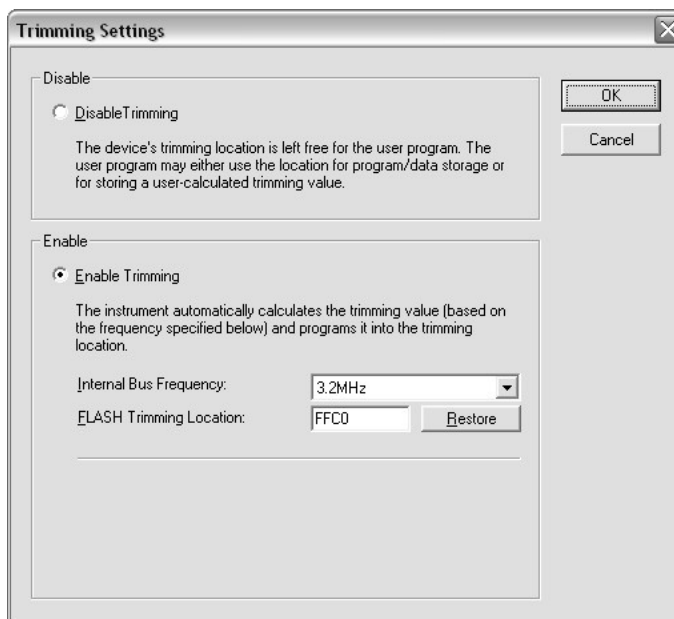 Trimming Settings
Disable
DisableTrimming
The device's trimming location is left free for the user program. The
user program may either use the location for program/data storage or
for storing a user-calculated trimming value.
OK
Cancel
Enable
Enable Trimming
The instrument automatically calculates the trimming value (based on
the frequency specified below) and programs it into the trimming
location.
Internal Bus Frequency:
3.2MHz
FLASH Trimming Location:
FFC0
Restore